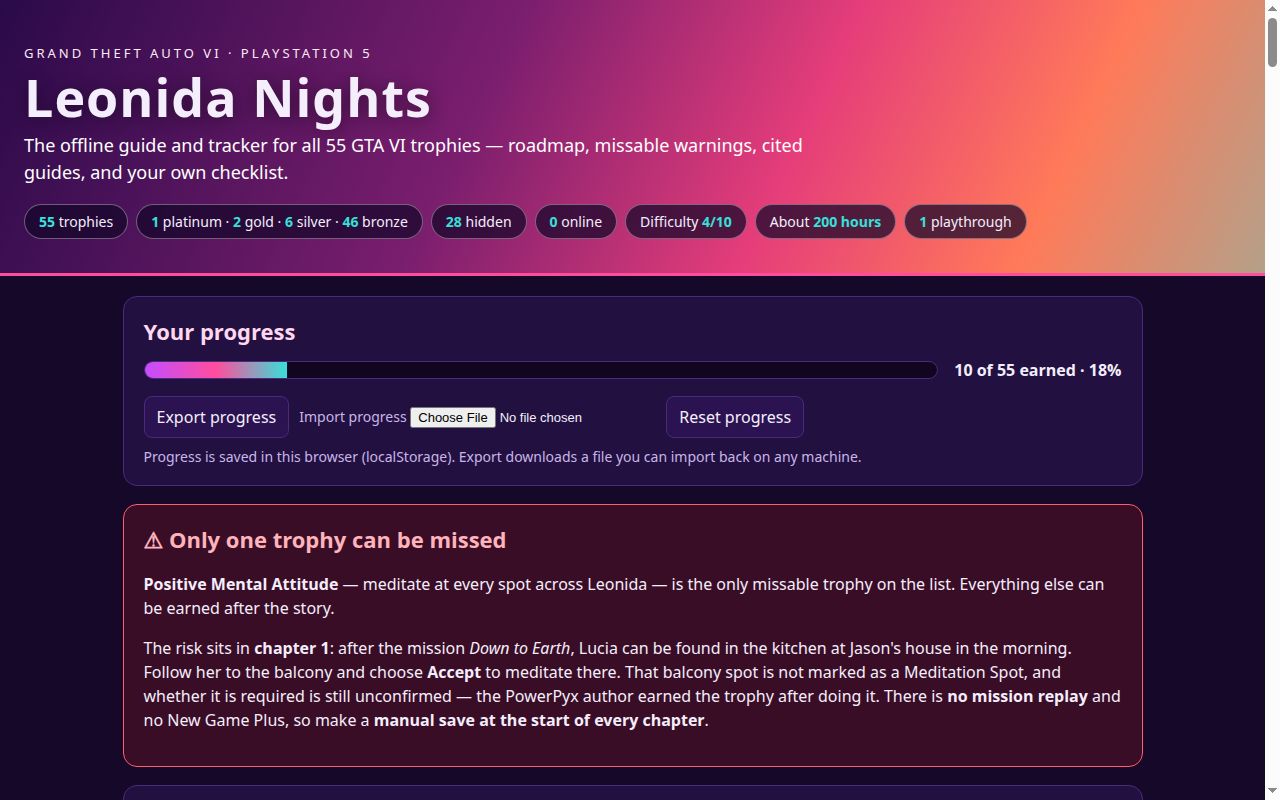 GRAND THEFT AUTO VI · PLAYSTATION 5
Leonida Nights
The offline guide and tracker for all 55 GTA VI trophies — roadmap, missable warnings, cited
guides, and your own checklist.
55 trophies
1 platinum · 2 gold · 6 silver · 46 bronze
28 hidden
0 online
Difficulty 4/10
About 200 hours
1 playthrough
Your progress
10 of 55 earned · 18%
Export progress
Import progress Choose File No file chosen
Reset progress
Progress is saved in this browser (localStorage). Export downloads a file you can import back on any machine.
⚠ Only one trophy can be missed
Positive Mental Attitude — meditate at every spot across Leonida — is the only missable trophy on the list. Everything else can
be earned after the story.
The risk sits in chapter 1: after the mission Down to Earth, Lucia can be found in the kitchen at Jason's house in the morning.
Follow her to the balcony and choose Accept to meditate there. That balcony spot is not marked as a Meditation Spot, and
whether it is required is still unconfirmed — the PowerPyx author earned the trophy after doing it. There is no mission replay and
no New Game Plus, so make a manual save at the start of every chapter.